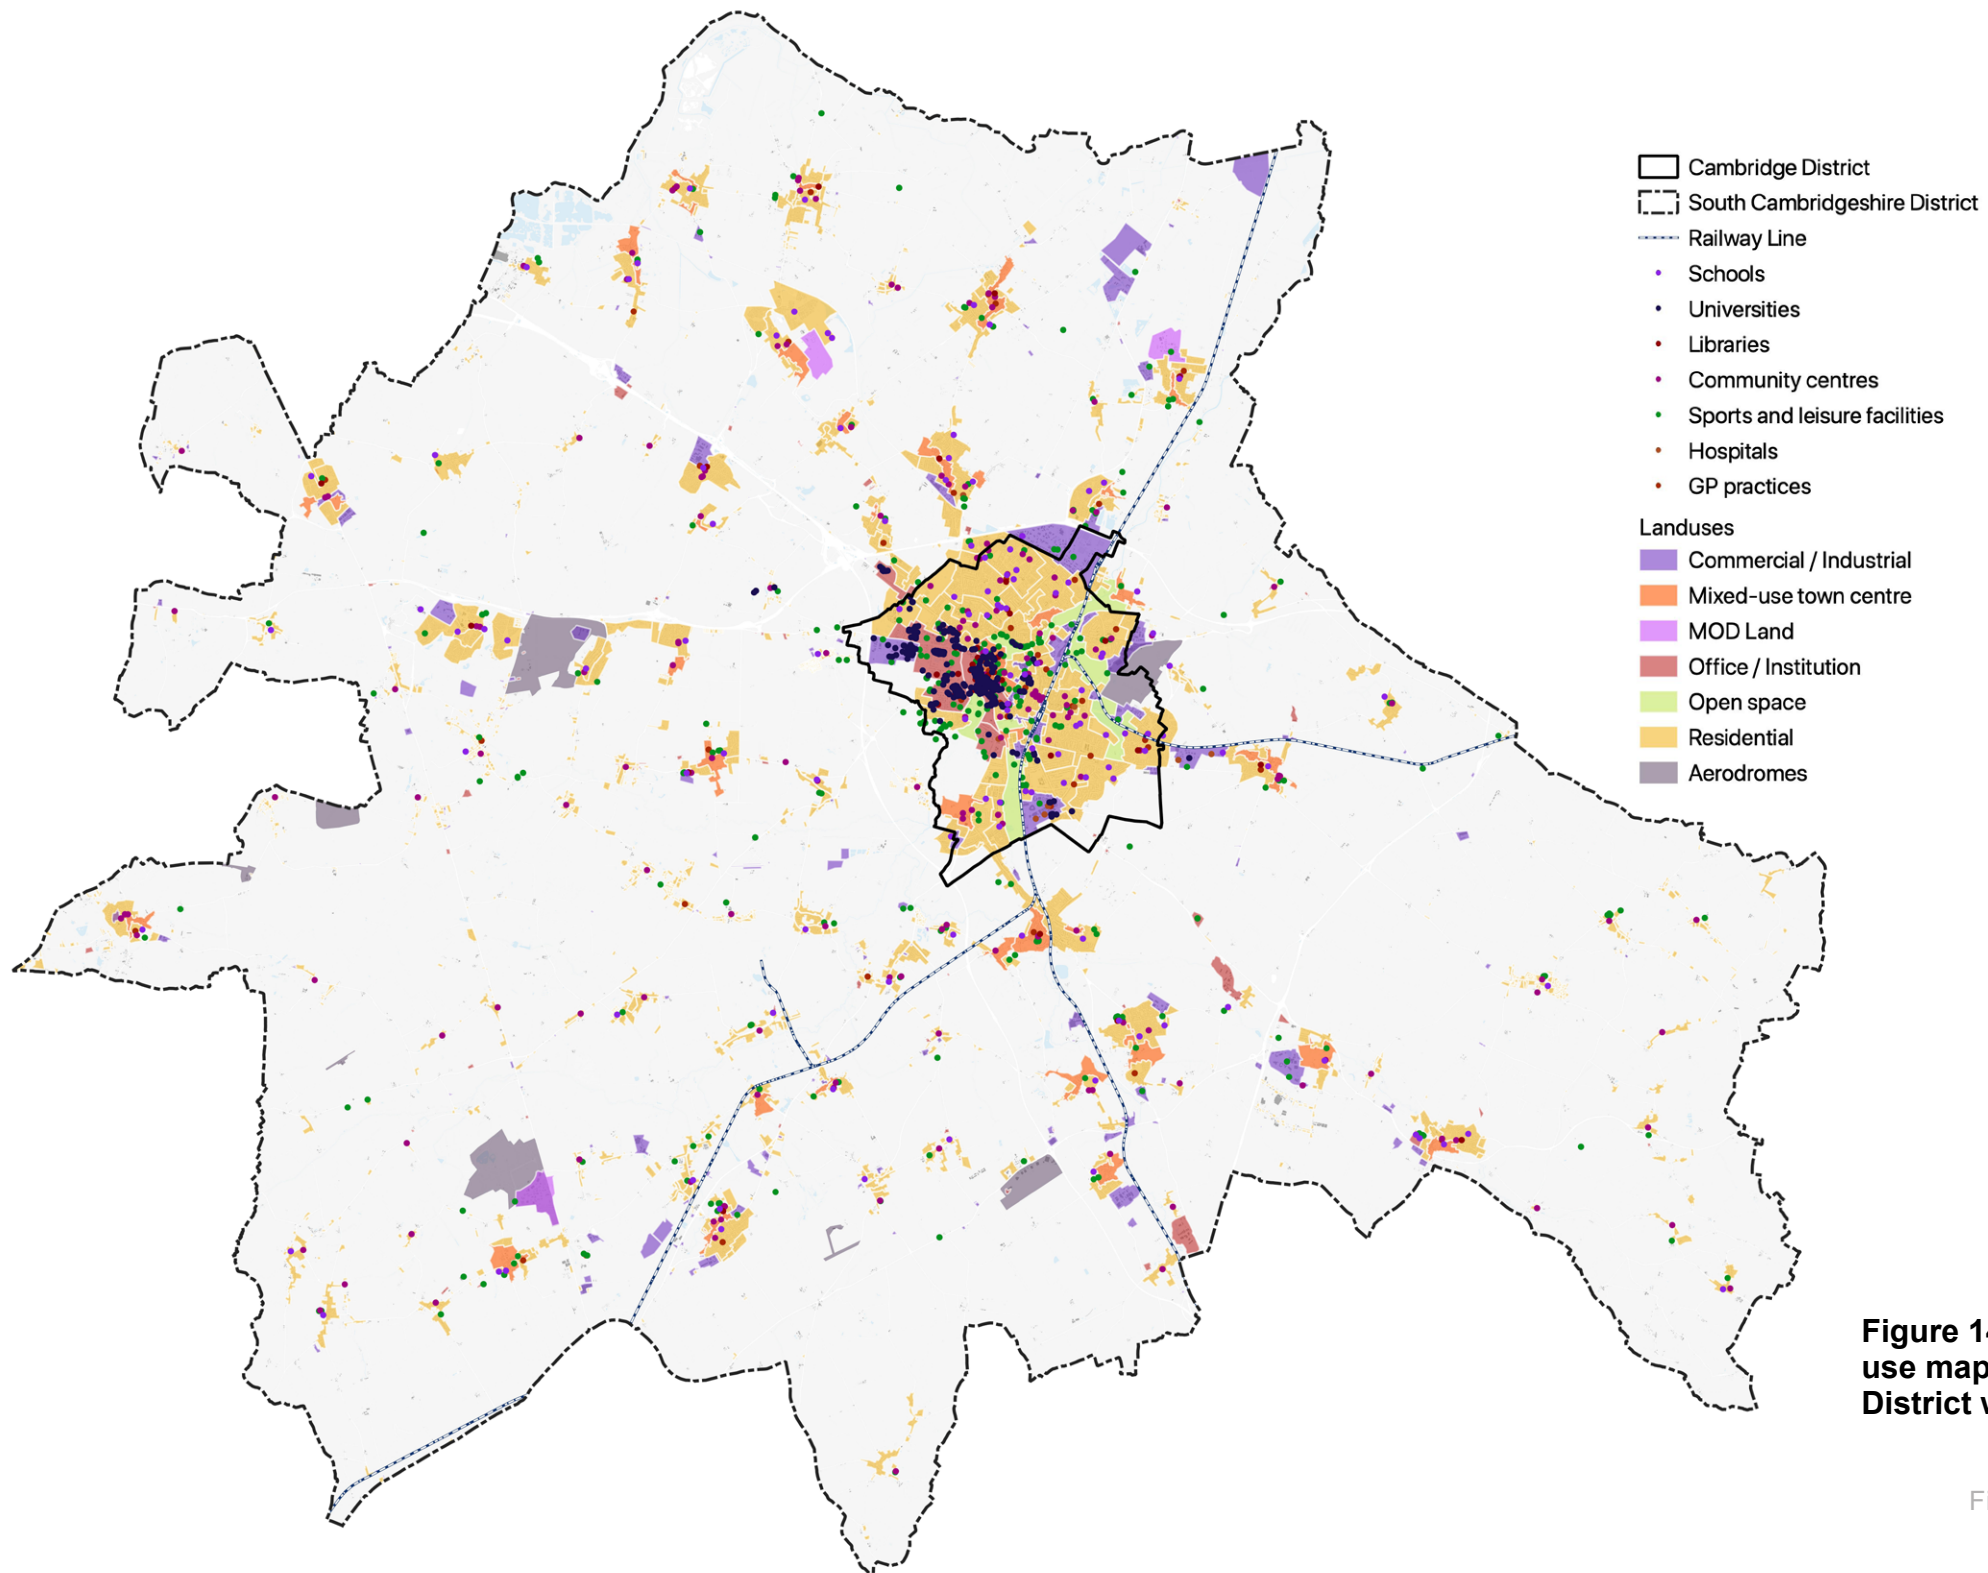 Cambridge District
South Cambridgeshire District
Railway Line
Schools
Universities
Libraries
Community centres
Sports and leisure facilities
Hospitals
GP practices
Landuses
Commercial / Industrial
Mixed-use town centre
MOD Land
Office / Institution
Open space
Residential
Aerodromes
Figure 14
use map
District